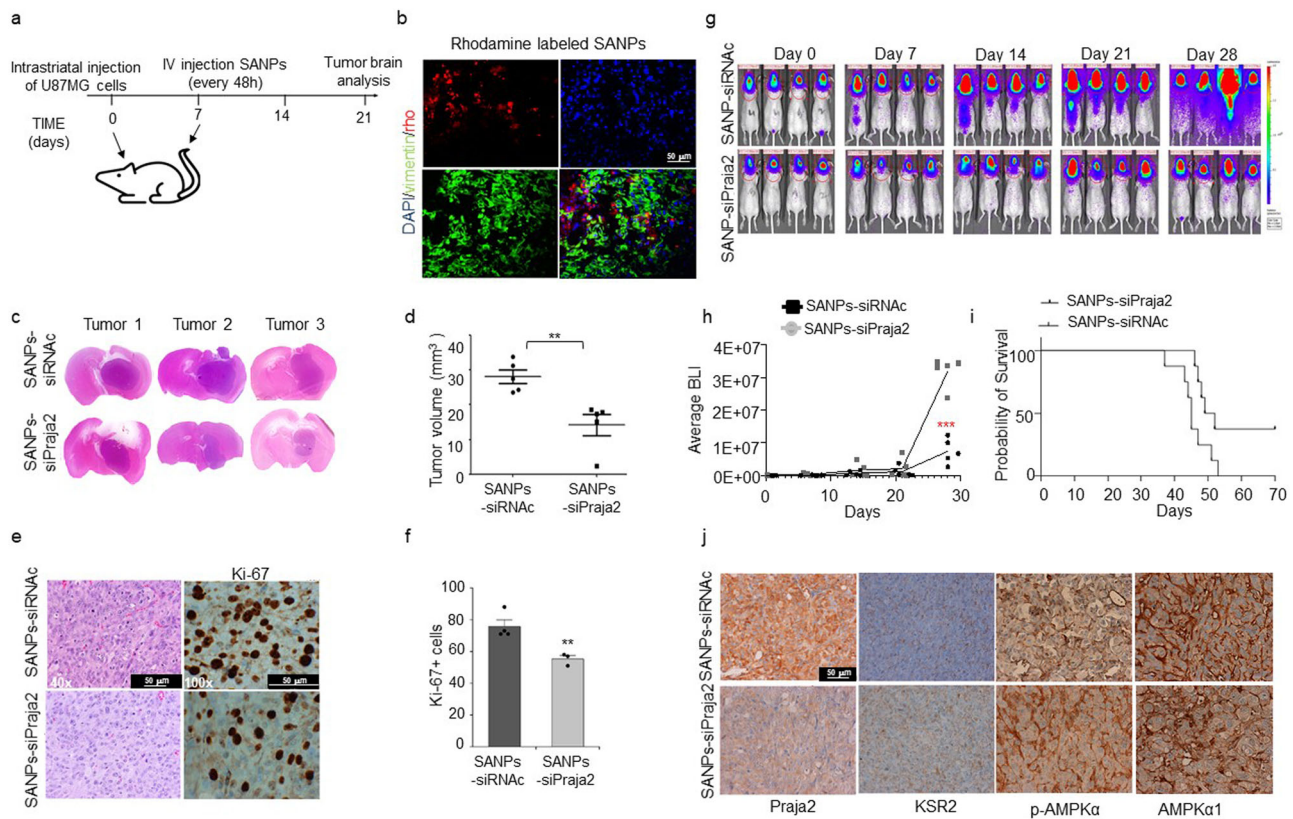 a
Intrastriatal injection
of U87MG cells
IV injection SANPs
(every 48h)
Tumor brain
analysis
TIME
(days)
0
7
14
21
b
Rhodamine labeled SANPs
DAPI/vimentin/rho
50 µm
c
Tumor 1
Tumor 2
Tumor 3
SANPs-
siRNAc
SANPs-
siPraja2
d
Tumor volume (mm³)
40
30
20
10
0
**
SANPs
-siRNAc
SANPs
-siPraja2
e
Ki-67
SANPs-siRNAc
SANPs-siPraja2
40x
50 µm
100x
50 µm
f
Ki-67+ cells
100
80
60
40
60
80
0
**
SANPs
-siRNAc
SANPs
-siPraja2
g
Day 0
Day 7
Day 14
Day 21
Day 28
SANP-siRNAc
SANP-siPraja2
h
SANPs-siRNAc
SANPs-siPraja2
Average BLI
4E+07
3E+07
2E+07
1E+07
0E+00
***
0
10
20
30
Days
i
SANPs-siPraja2
SANPs-siRNAc
Probability of Survival
100
50
0
0
10
20
30
40
50
60
70
Days
j
SANPs-siRNAc
SANPs-siPraja2
50 µm
Praja2
KSR2
p-AMPKα
AMPKα1